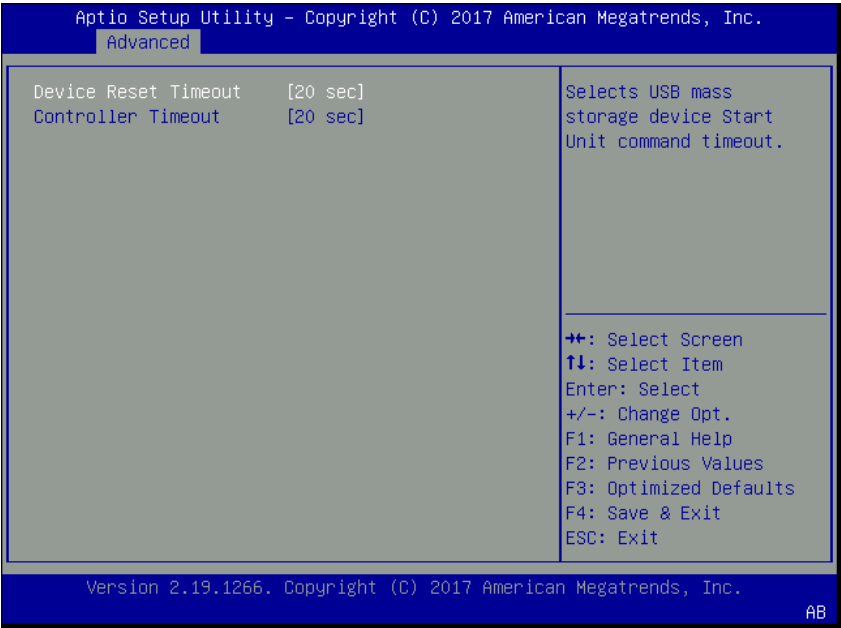 Aptio Setup Utility – Copyright (C) 2017 American Megatrends, Inc.
Advanced
Device Reset Timeout [20 sec]
Controller Timeout [20 sec]
Selects USB mass
storage device Start
Unit command timeout.
→←: Select Screen
↑↓: Select Item
Enter: Select
+/-: Change Opt.
F1: General Help
F2: Previous Values
F3: Optimized Defaults
F4: Save & Exit
ESC: Exit
Version 2.19.1266. Copyright (C) 2017 American Megatrends, Inc.
AB